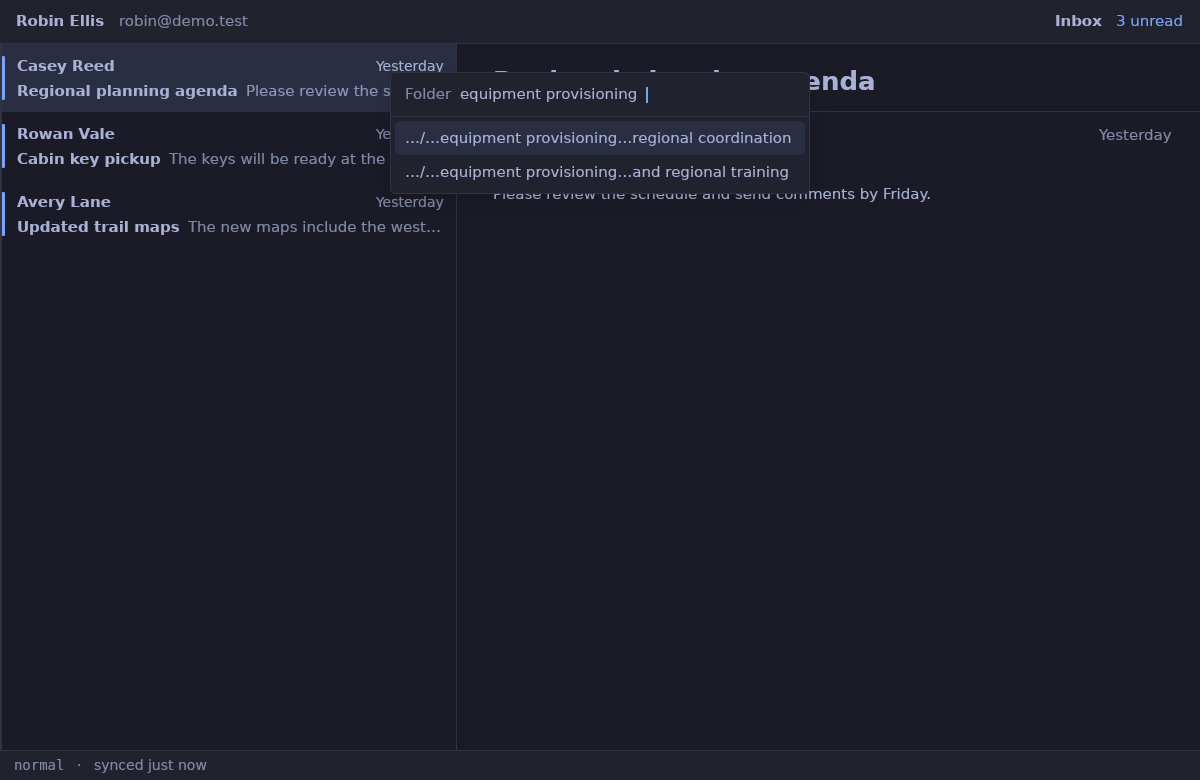 Robin Ellis robin@demo.test
Inbox 3 unread
Casey Reed Yesterday
Regional planning agenda Please review the
Rowan Vale
Cabin key pickup The keys will be ready at the
Avery Lane Yesterday
Updated trail maps The new maps include the west…
Folder equipment provisioning
…/…equipment provisioning…regional coordination
…/…equipment provisioning…and regional training
Yesterday
Please review the schedule and send comments by Friday.
normal · synced just now